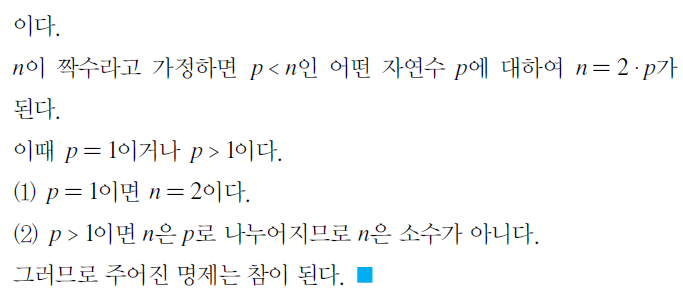 이다.
n이 짝수라고 가정하면 p < n인 어떤 자연수 p에 대하여 n = 2 · p가
된다.
이때 p = 1이거나 p > 1이다.
⑴ p = 1이면 n = 2이다.
⑵ p > 1이면 n은 p로 나누어지므로 n은 소수가 아니다.
그러므로 주어진 명제는 참이 된다. ■